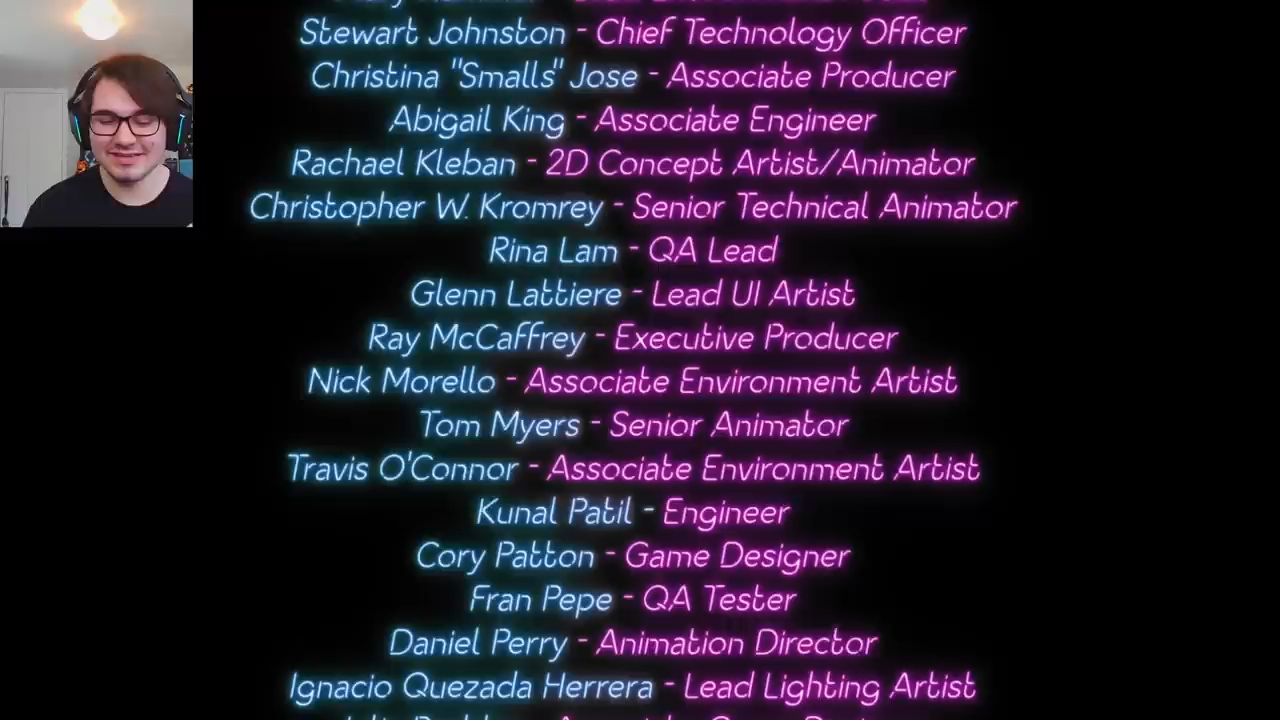 Stewart Johnston - Chief Technology Officer
Christina "Smalls" Jose - Associate Producer
Abigail King - Associate Engineer
Rachael Kleban - 2D Concept Artist/Animator
Christopher W. Kromrey - Senior Technical Animator
Rina Lam - QA Lead
Glenn Lattiere - Lead UI Artist
Ray McCaffrey - Executive Producer
Nick Morello - Associate Environment Artist
Tom Myers - Senior Animator
Travis O'Connor - Associate Environment Artist
Kunal Patil - Engineer
Cory Patton - Game Designer
Fran Pepe - QA Tester
Daniel Perry - Animation Director
Ignacio Quezada Herrera - Lead Lighting Artist